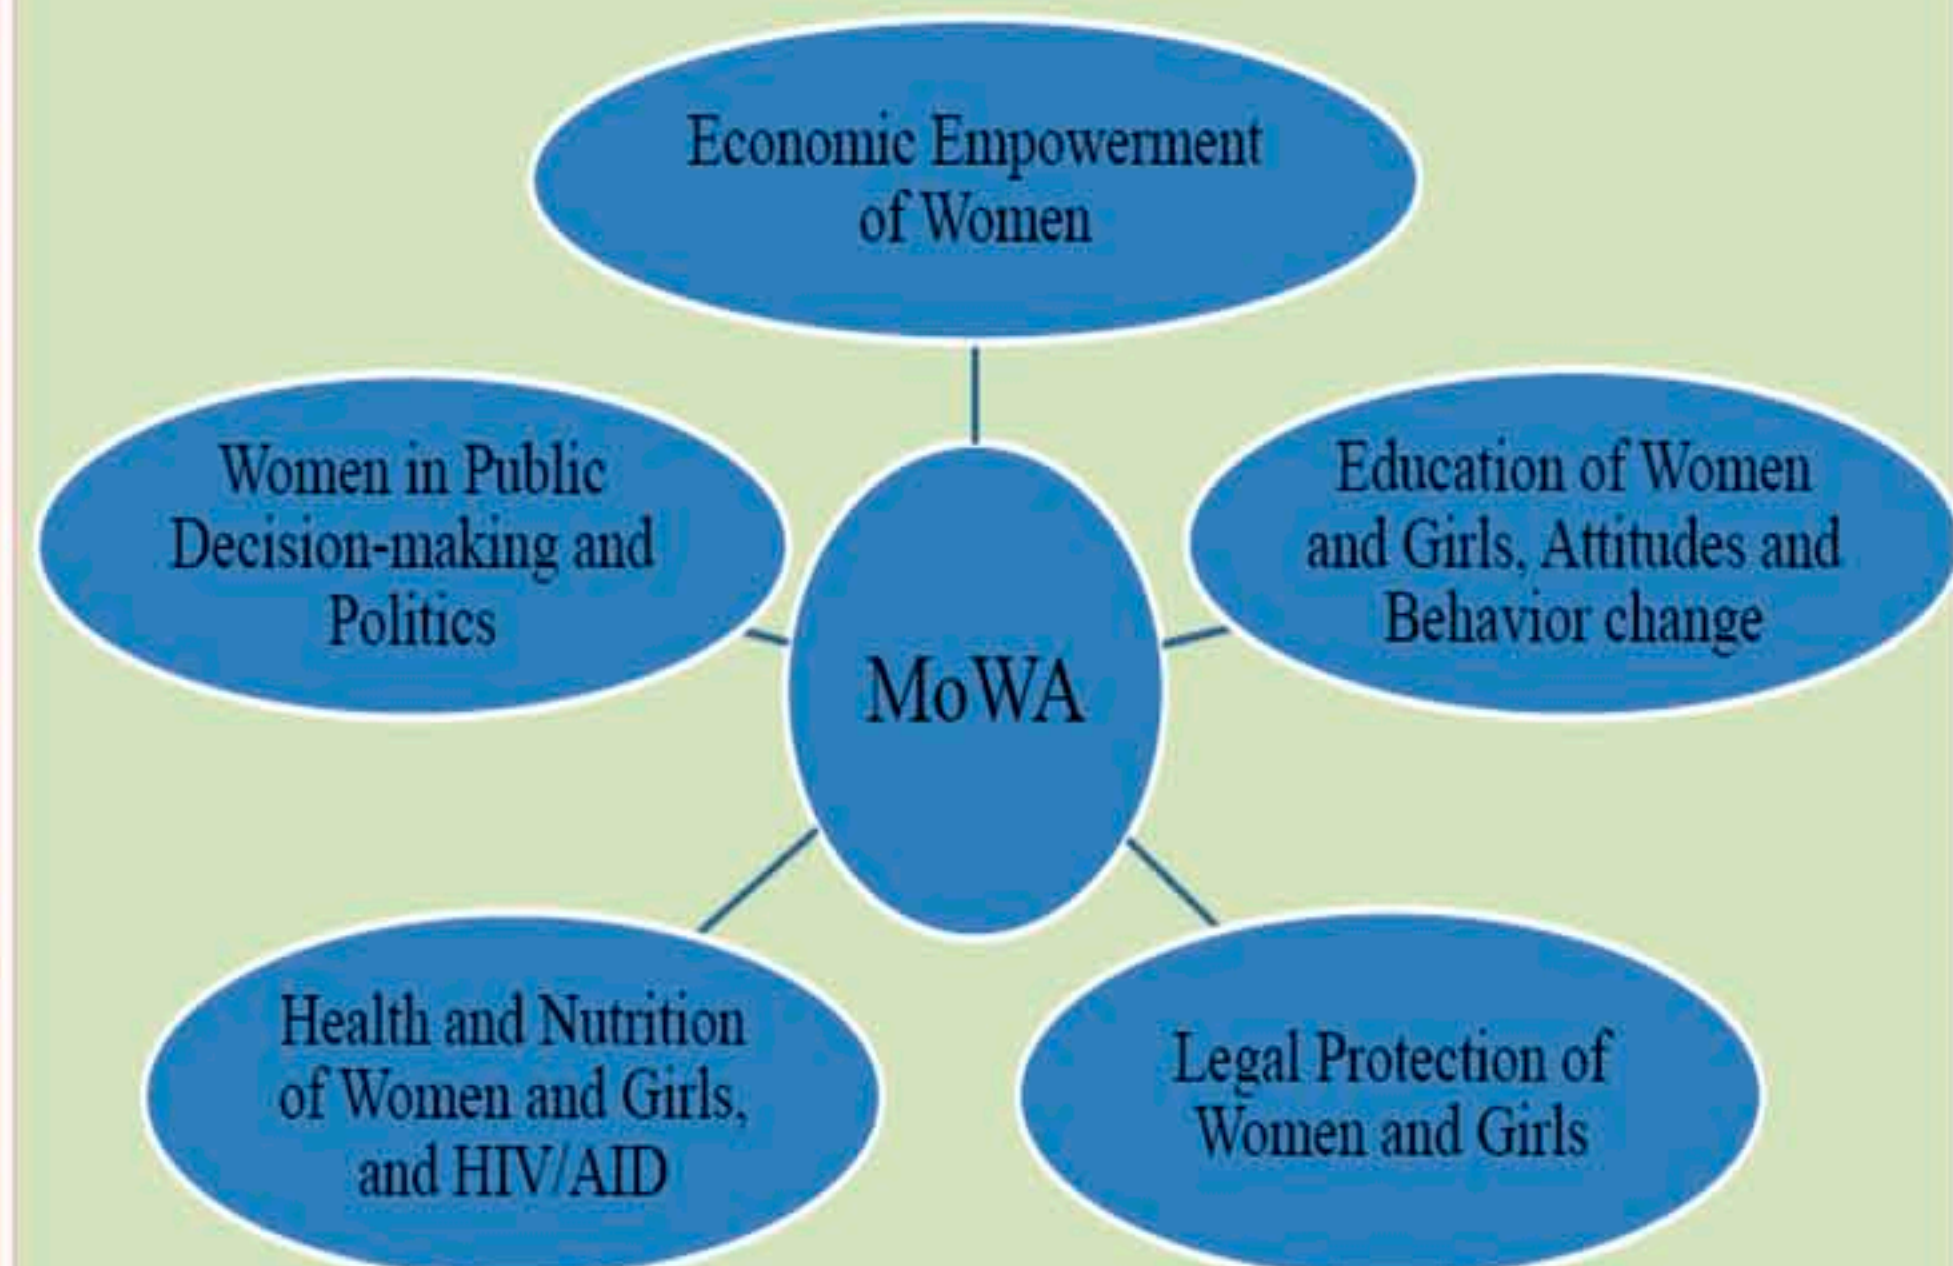 Economic Empowerment
of Women
Women in Public
Decision-making and
Politics
Education of Women
and Girls, Attitudes and
Behavior change
MoWA
Health and Nutrition
of Women and Girls,
and HIV/AID
Legal Protection of
Women and Girls